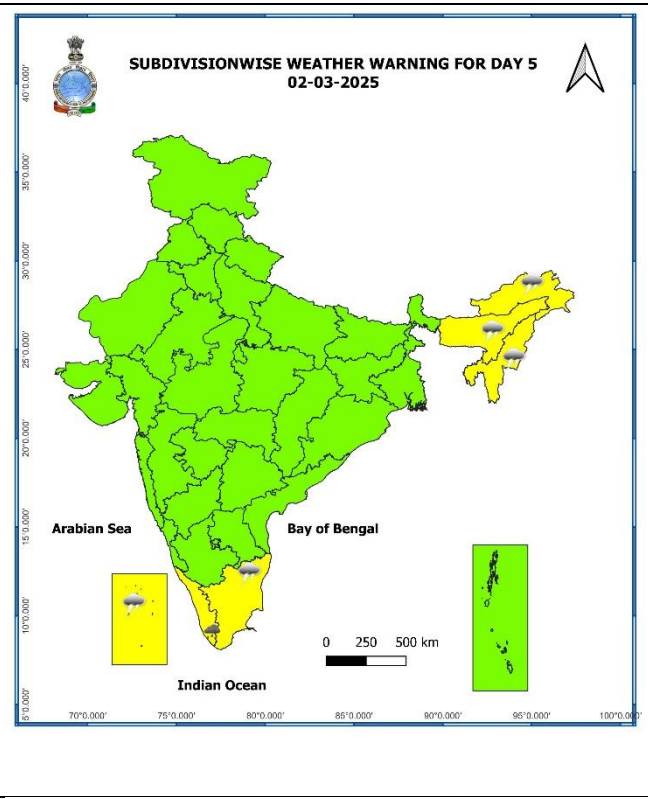 SUBDIVISIONWISE WEATHER WARNING FOR DAY 5
02-03-2025
40°0.000'
35°0.000'
30°0.000'
25°0.000'
20°0.000'
15°0.000'
10°0.000'
5°0.000'
Arabian Sea
Bay of Bengal
0 250 500 km
Indian Ocean
70°0.000' 75°0.000' 80°0.000' 85°0.000' 90°0.000' 95°0.000' 100°0.000'